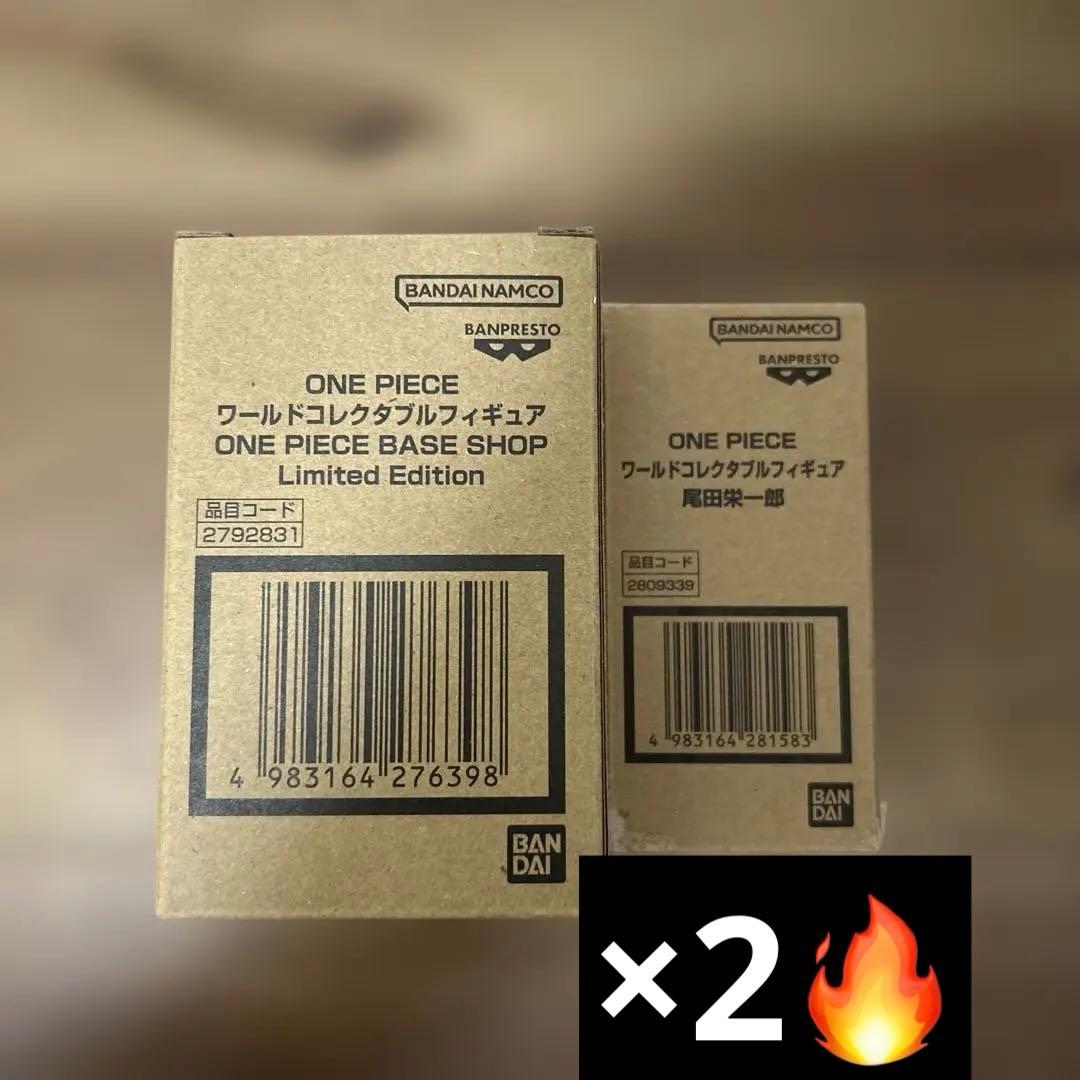 BANDAI NAMCO
BANPRESTO
ONE PIECE
ワールドコレクタブルフィギュア
ONE PIECE BASE SHOP
Limited Edition
品目コード
2792831
4 983164 276398
BAN
DAI
BANDAI NAMCO
BANPRESTO
ONE PIECE
ワールドコレクタブルフィギュア
尾田栄一郎
品目コード
2809339
4 983164 281583
BAN
DAI
×2🔥